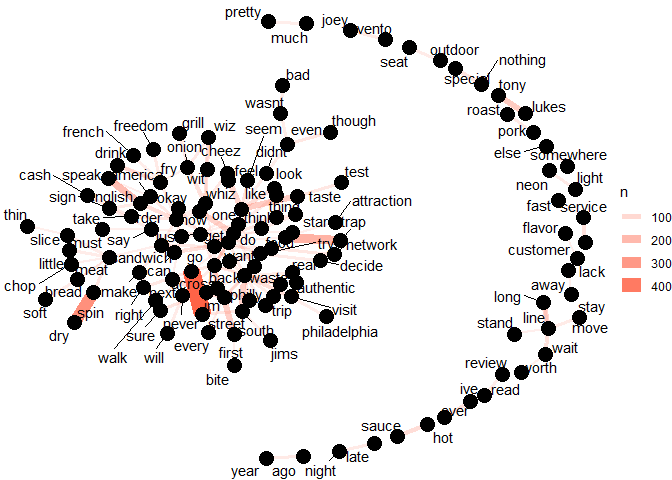 pretty
much
joey
vento
seat
outdoor
special
nothing
tony
roast
lukes
pork
else
somewhere
neon
light
fast
service
flavor
customer
lack
away
long
stay
line
move
stand
wait
review
worth
ive
read
ever
hot
sauce
late
night
ago
year
bad
wasnt
seem
even
though
didnt
look
test
freedom
grill
wiz
french
onion
cheez
drink
fry
feel
cash
speak
america
wit
like
taste
sign
english
okay
whiz
thing
attraction
thin
take
order
now
one
think
star
trap
slice
must
say
just
get
do
food
try
network
little
sandwich
go
want
real
decide
chop
meat
can
back
waste
authentic
bread
make
next
across
im
philly
soft
spin
right
trip
visit
dry
sure
never
street
south
philadelphia
walk
will
every
first
jims
bite
n
100
200
300
400